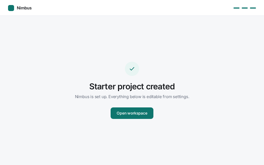 Nimbus
Starter project created
Nimbus is set up. Everything below is editable from settings.
Open workspace